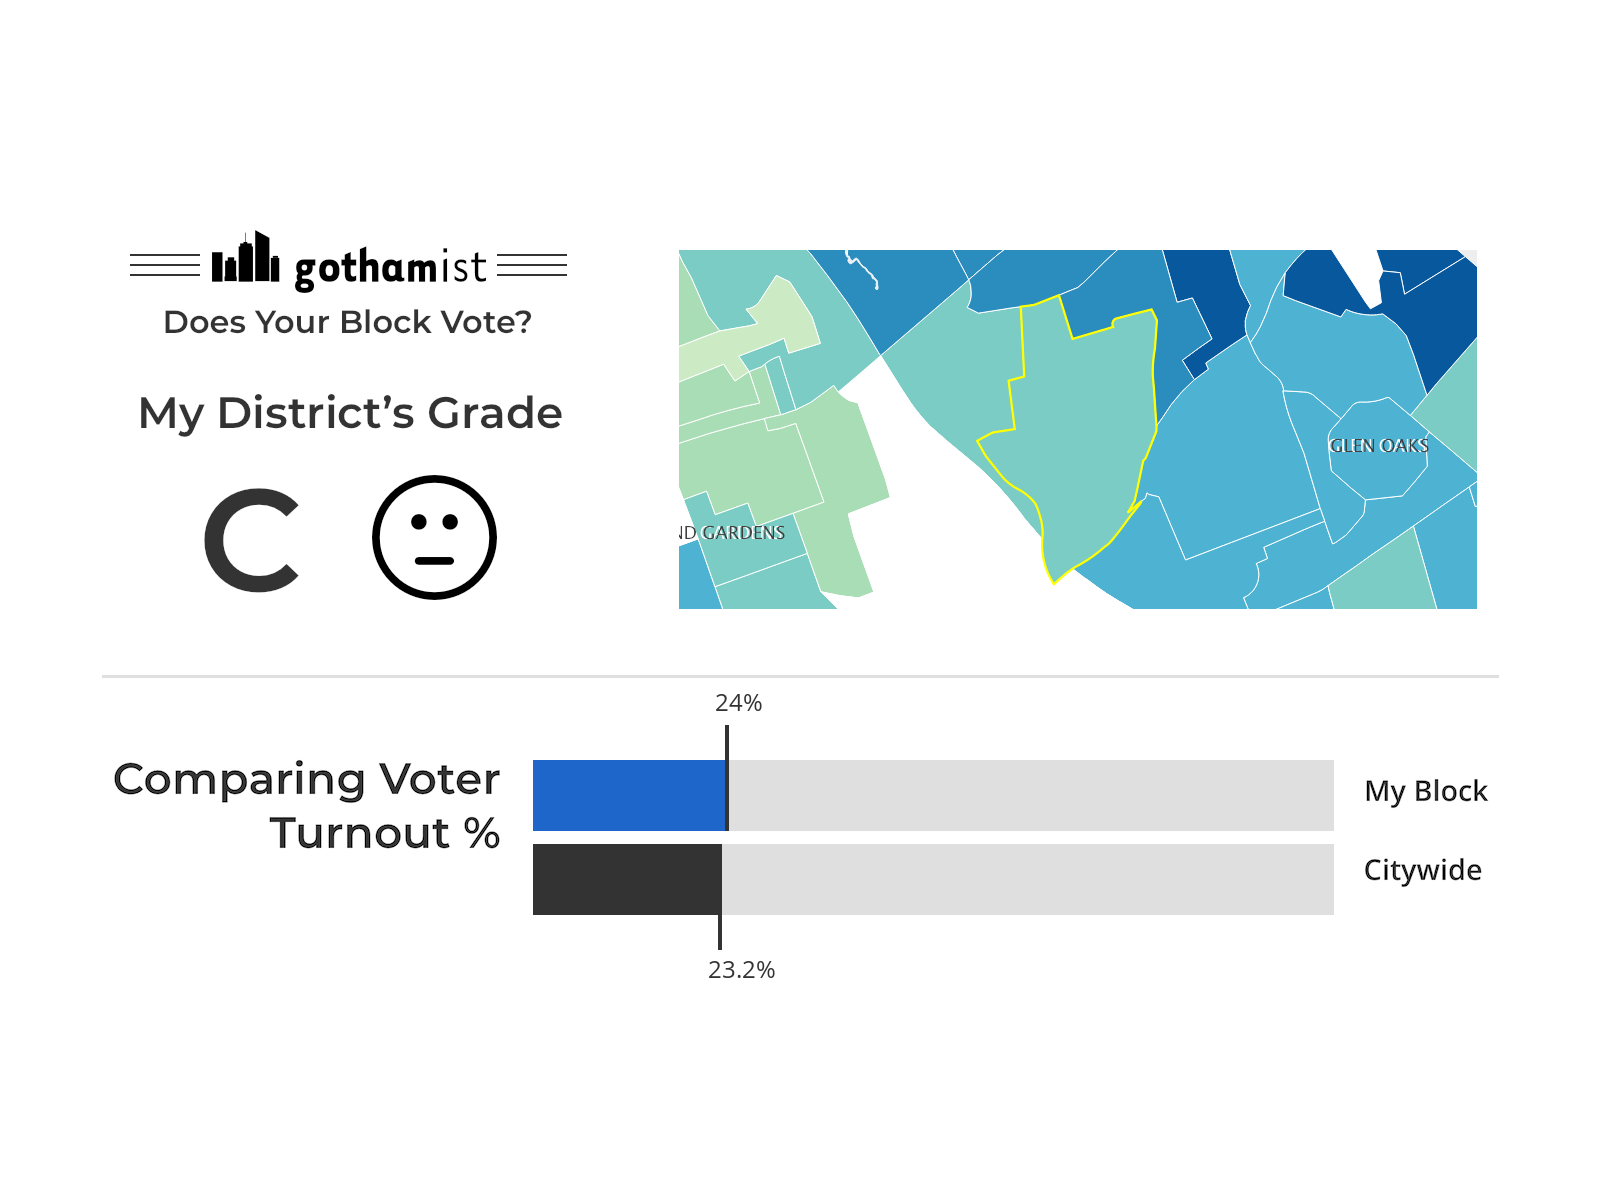 gothamist
Does Your Block Vote?
My District's Grade
C
GLEN OAKS
ND GARDENS
24%
Comparing Voter
Turnout %
My Block
Citywide
23.2%